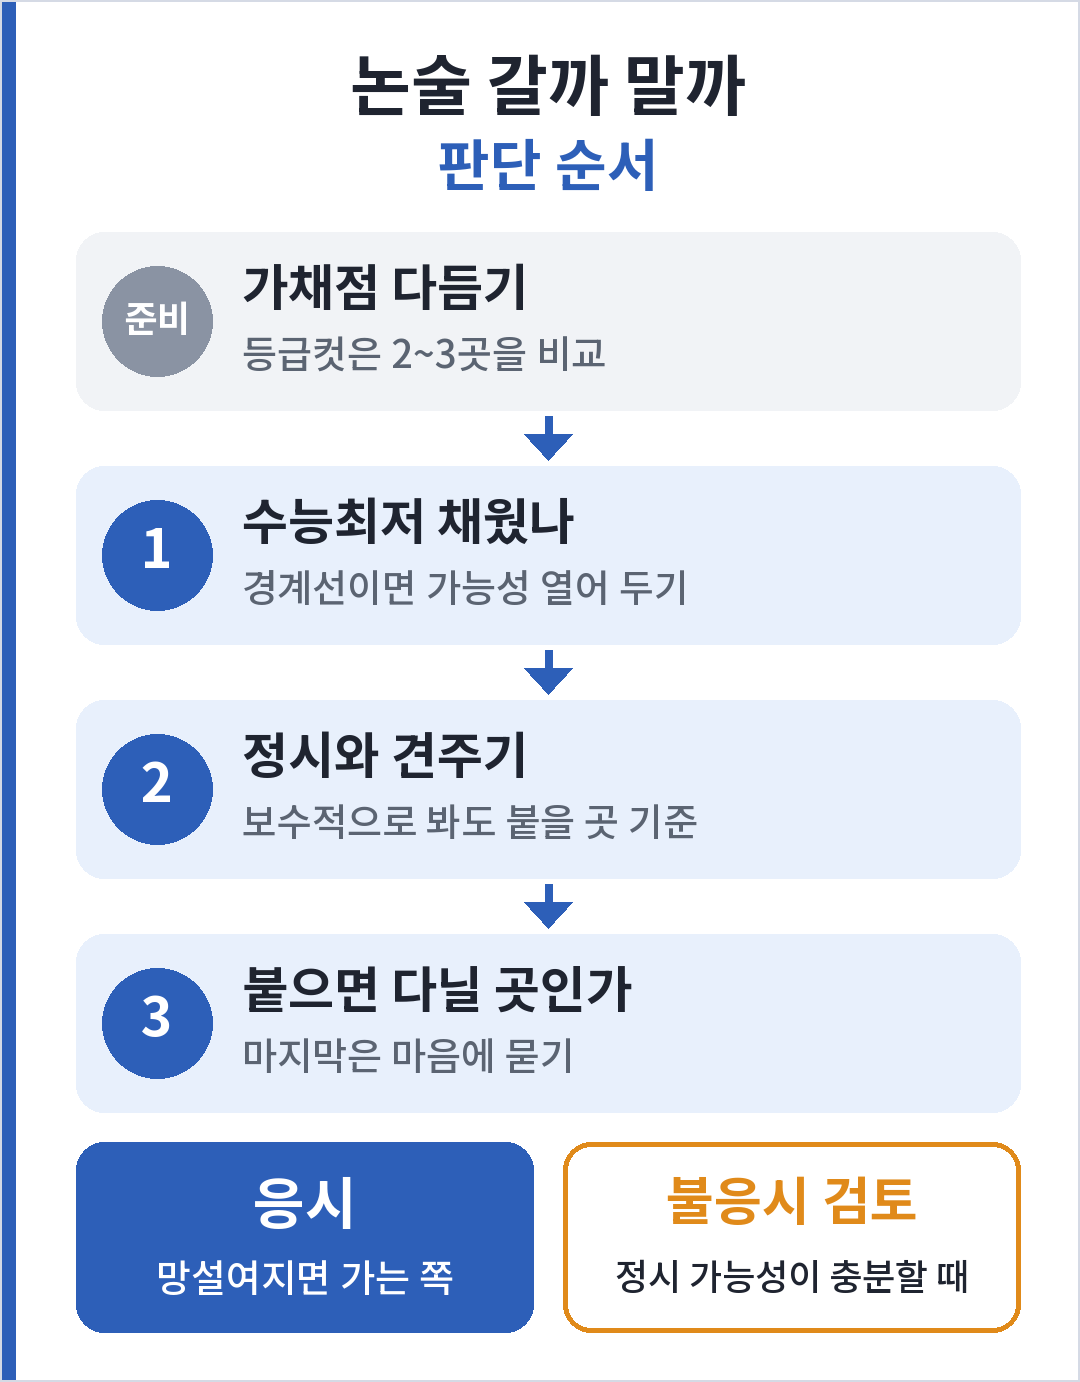 논술 갈까 말까
판단 순서
준비
가채점 다듬기
등급컷은 2~3곳을 비교
1
수능최저 채웠나
경계선이면 가능성 열어 두기
2
정시와 견주기
보수적으로 봐도 붙을 곳 기준
3
붙으면 다닐 곳인가
마지막은 마음에 묻기
응시
망설여지면 가는 쪽
불응시 검토
정시 가능성이 충분할 때